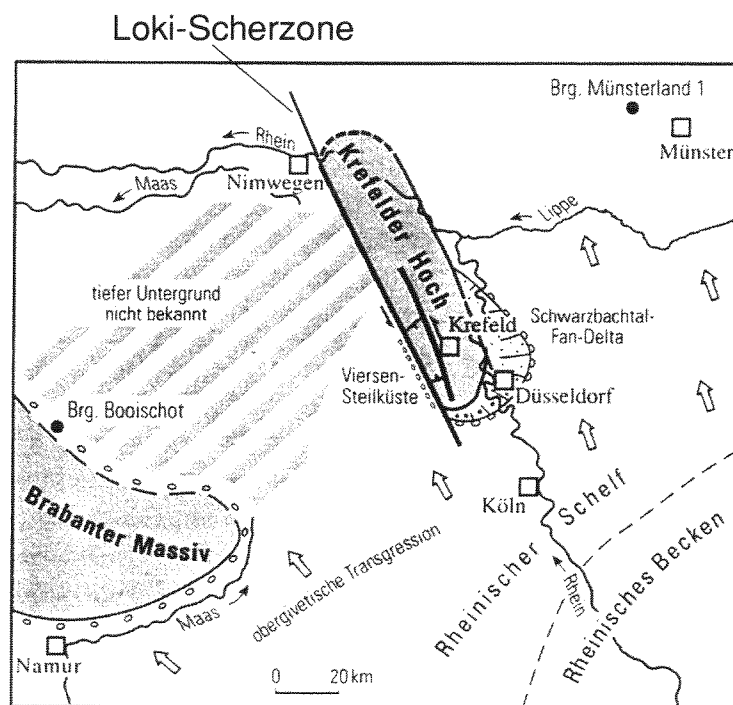 Loki-Scherzone
Brg. Münsterland 1
Münster
Rhein
Nimwegen
Maas
Krefelder Hoch
Lippe
tiefer Untergrund
nicht bekannt
Krefeld
Schwarzbachtal-
Fan-Delta
Viersen-
Steilküste
Düsseldorf
Brg. Booischot
Brabanter Massiv
Köln
Rheinischer Schelf
obergivetische Transgression
Rheinisches Becken
Rhein
Maas
Namur
0 20 km